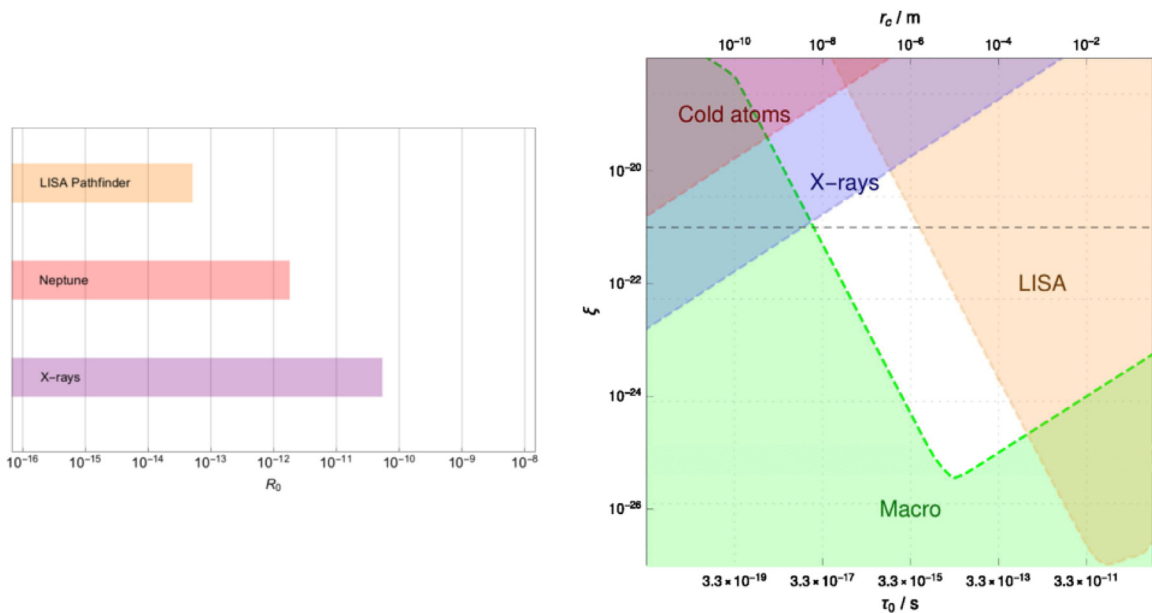 LISA Pathfinder
Neptune
X−rays
10⁻¹⁶ 10⁻¹⁵ 10⁻¹⁴ 10⁻¹³ 10⁻¹² 10⁻¹¹ 10⁻¹⁰ 10⁻⁹ 10⁻⁸
R₀
r_c / m
10⁻¹⁰ 10⁻⁸ 10⁻⁶ 10⁻⁴ 10⁻²
Cold atoms
10⁻²⁰
X−rays
10⁻²²
LISA
ξ
10⁻²⁴
10⁻²⁶
Macro
3.3×10⁻¹⁹ 3.3×10⁻¹⁷ 3.3×10⁻¹⁵ 3.3×10⁻¹³ 3.3×10⁻¹¹
τ₀ / s